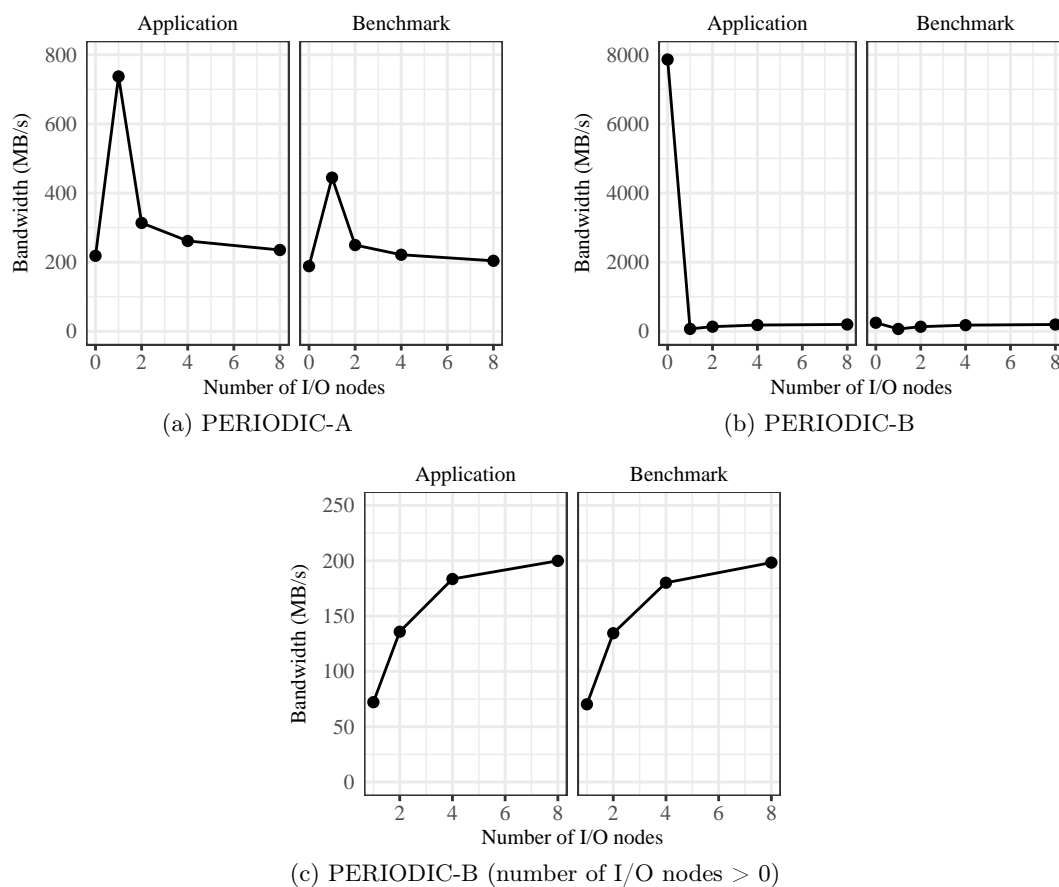 Application Benchmark
800
600
400
200
0
Bandwidth (MB/s)
0 2 4 6 8 0 2 4 6 8
Number of I/O nodes
(a) PERIODIC-A
Application Benchmark
8000
6000
4000
2000
0
Bandwidth (MB/s)
0 2 4 6 8 0 2 4 6 8
Number of I/O nodes
(b) PERIODIC-B
Application Benchmark
250
200
150
100
50
0
Bandwidth (MB/s)
2 4 6 8 2 4 6 8
Number of I/O nodes
(c) PERIODIC-B (number of I/O nodes > 0)